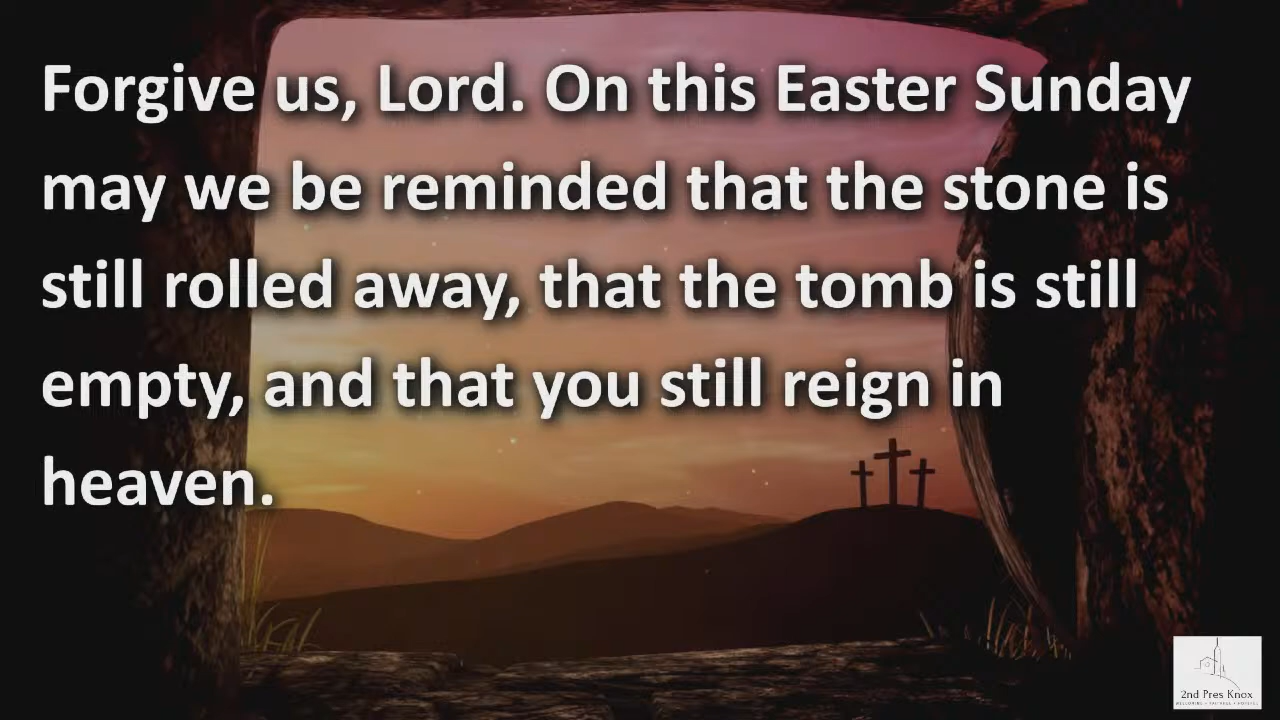 Forgive us, Lord. On this Easter Sunday
may we be reminded that the stone is
still rolled away, that the tomb is still
empty, and that you still reign in
heaven.
2nd Pres Knox